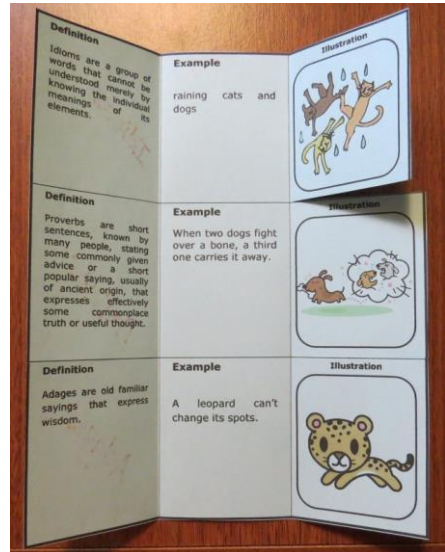 Definition
Idioms are a group of
words that cannot be
understood merely by
knowing the individual
meanings of its
elements.
Example
raining cats and
dogs
Illustration
Definition
Proverbs are short
sentences, known by
many people, stating
some commonly given
advice or a short
popular saying, usually
of ancient origin, that
expresses effectively
some commonplace
truth or useful thought.
Example
When two dogs fight
over a bone, a third
one carries it away.
Illustration
Definition
Adages are old familiar
sayings that express
wisdom.
Example
A leopard can't
change its spots.
Illustration